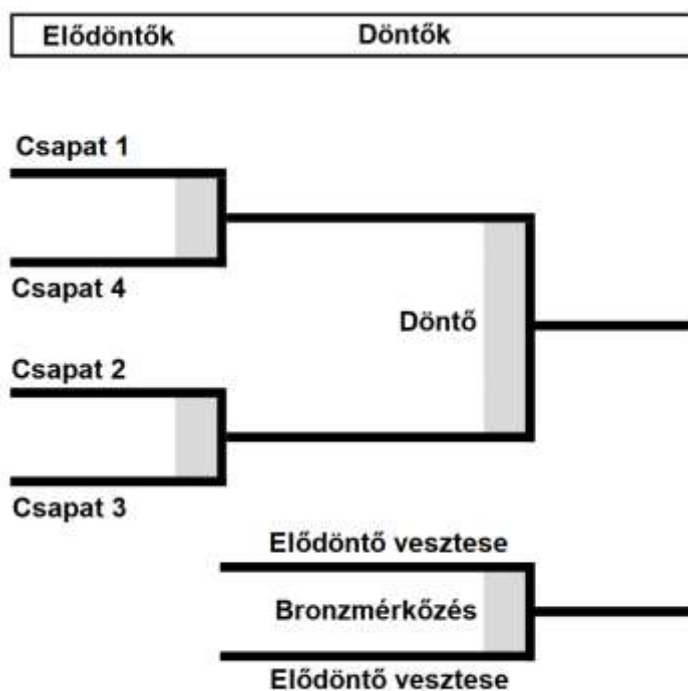 Elődöntők Döntők
Csapat 1
Csapat 4
Döntő
Csapat 2
Csapat 3
Elődöntő vesztese
Bronzmérkőzés
Elődöntő vesztese